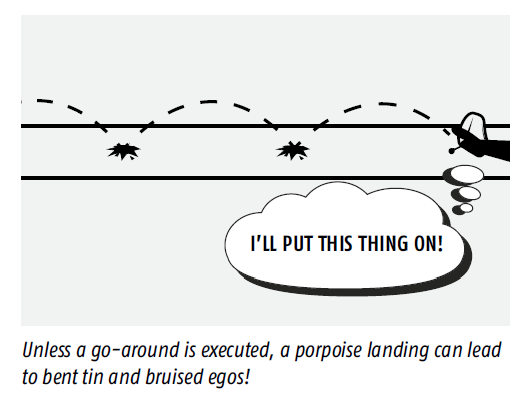 I'LL PUT THIS THING ON!
Unless a go-around is executed, a porpoise landing can lead
to bent tin and bruised egos!